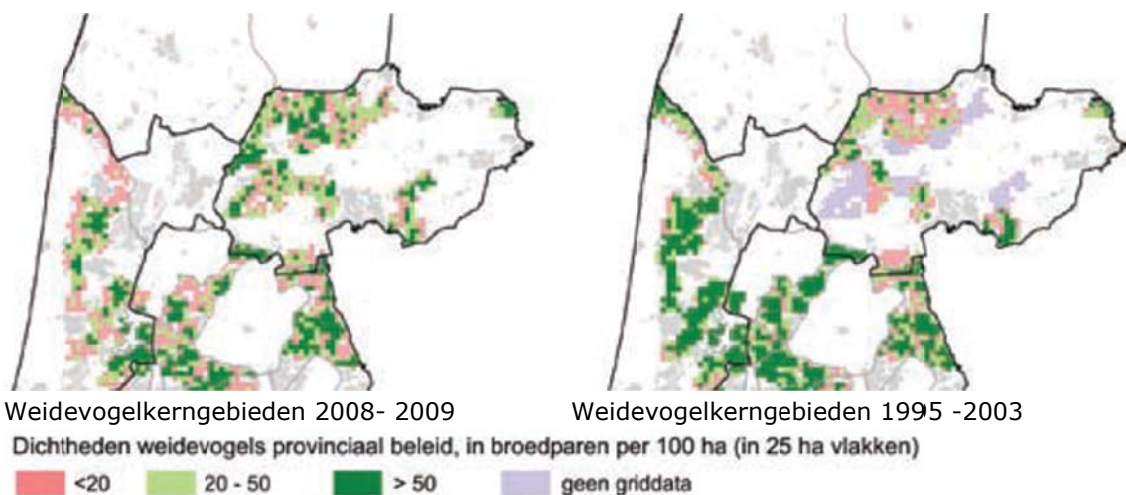 Weidevogelkerngebieden 2008- 2009
Weidevogelkerngebieden 1995 -2003
Dichtheden weidevogels provinciaal beleid, in broedparen per 100 ha (in 25 ha vlakken)
<20 20 - 50 > 50 geen griddata